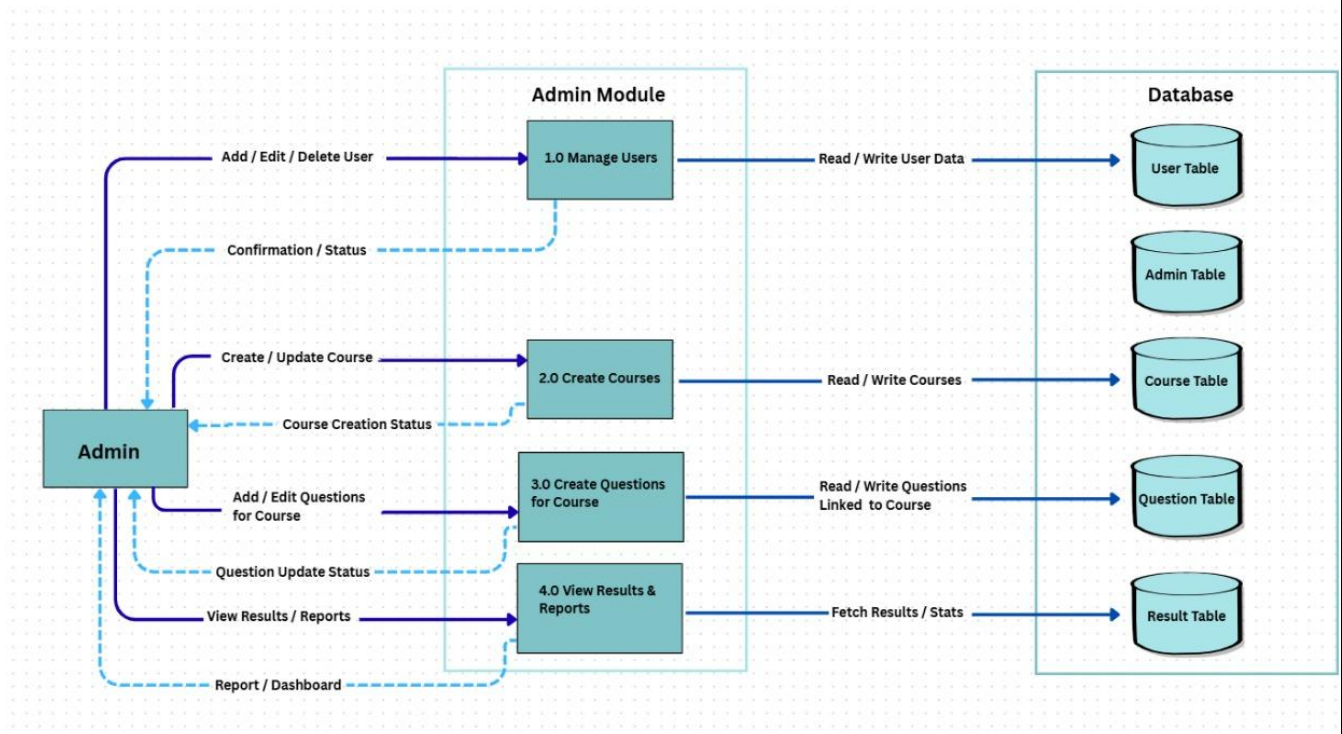 Admin Module
Database
Add / Edit / Delete User
1.0 Manage Users
Read / Write User Data
User Table
Confirmation / Status
Admin Table
Create / Update Course
2.0 Create Courses
Read / Write Courses
Course Table
Course Creation Status
Admin
Add / Edit Questions
for Course
3.0 Create Questions
for Course
Read / Write Questions
Linked to Course
Question Table
Question Update Status
4.0 View Results &
Reports
View Results / Reports
Fetch Results / Stats
Result Table
Report / Dashboard